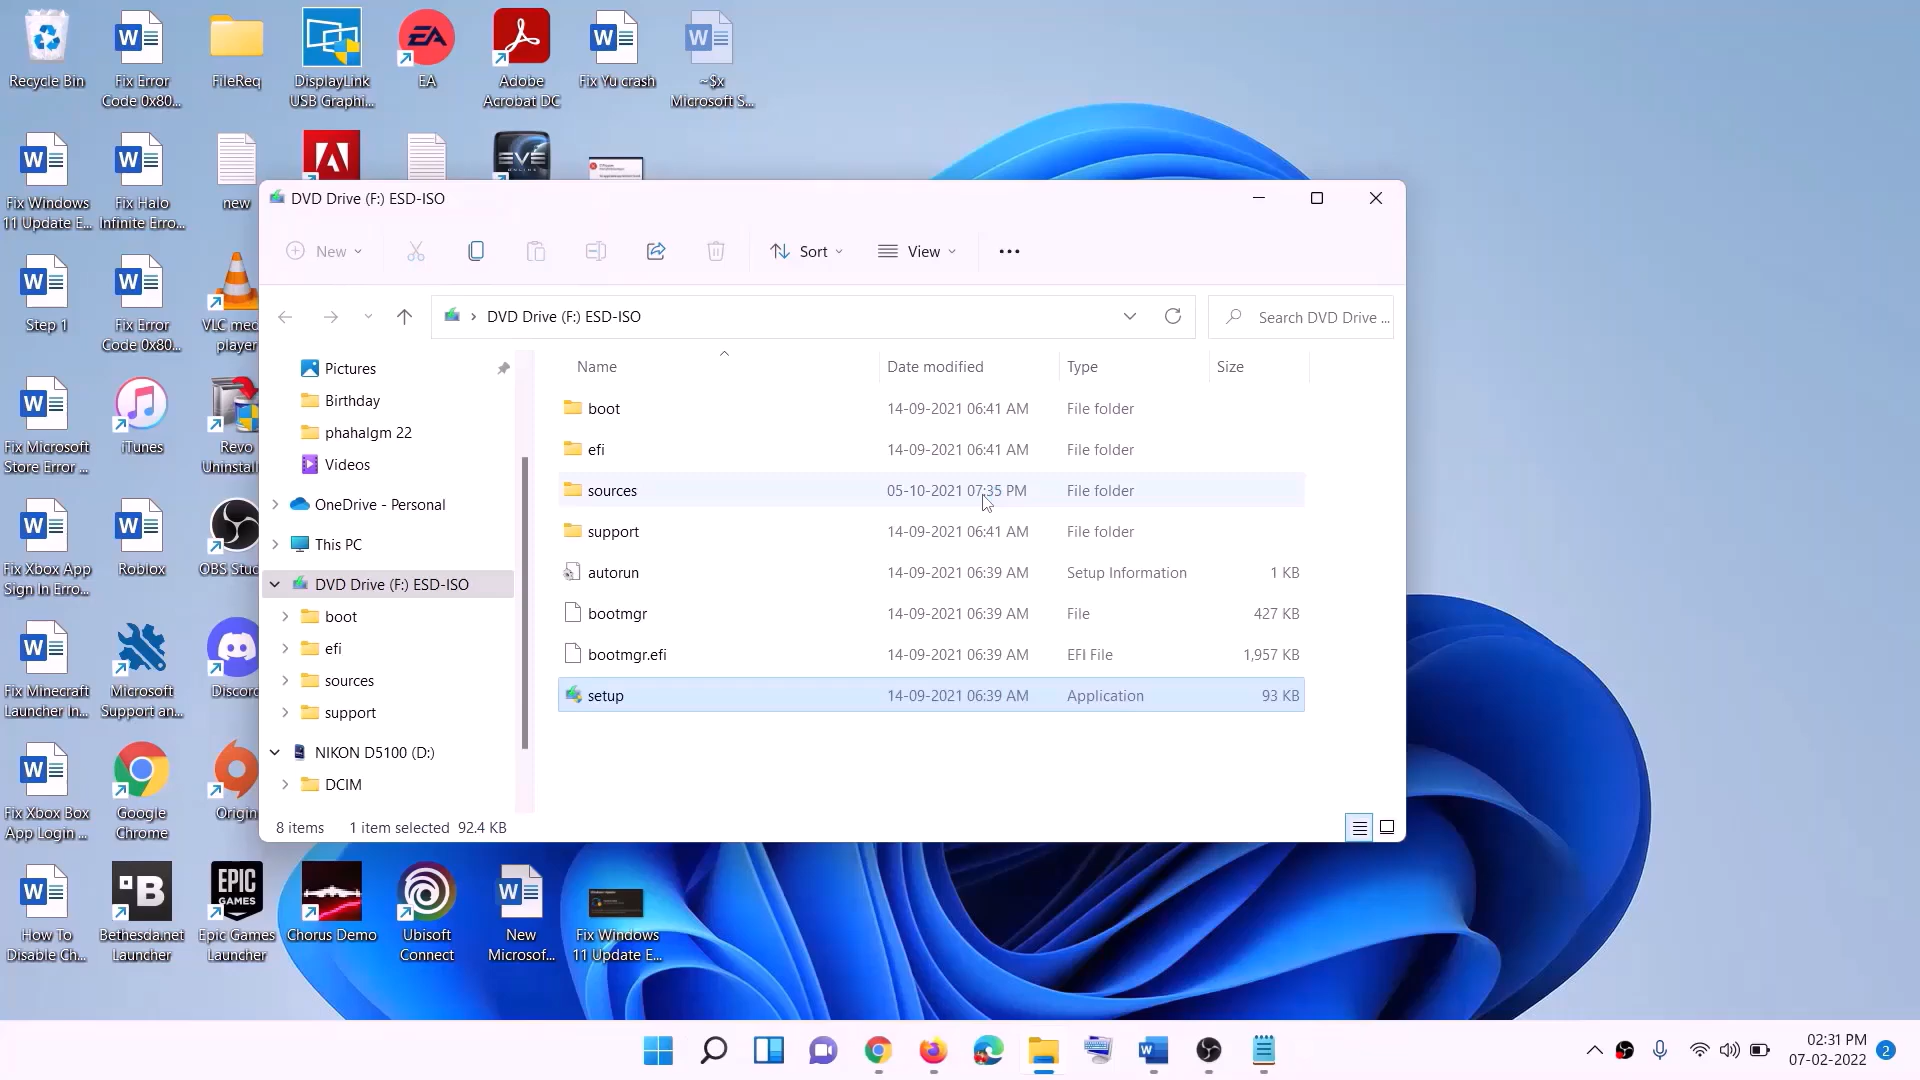 Recycle Bin
Fix Error
Code 0x80...
FileReq
DisplayLink
USB Graphi...
EA
Adobe
Acrobat DC
Fix Yu crash
~$x
Microsoft S...
Fix Windows
11 Update E...
Fix Halo
Infinite Erro...
new
Step 1
Fix Error
Code 0x80...
VLC med
player
Fix Microsoft
Store Error ...
iTunes
Revo
Uninstall
Fix Xbox App
Sign In Erro...
Roblox
OBS Stud
Fix Minecraft
Launcher In...
Microsoft
Support an...
Discord
Fix Xbox Box
App Login ...
Google
Chrome
Origin
How To
Disable Ch...
Bethesda.net
Launcher
Epic Games
Launcher
Chorus Demo
Ubisoft
Connect
New
Microsof...
Fix Windows
11 Update E...
EA
EVE
EPIC
GAMES
DVD Drive (F:) ESD-ISO
New
Sort
View
DVD Drive (F:) ESD-ISO
Search DVD Drive ...
Pictures
Birthday
phahalgm 22
Videos
OneDrive - Personal
This PC
DVD Drive (F:) ESD-ISO
boot
efi
sources
support
NIKON D5100 (D:)
DCIM
Name Date modified Type Size
boot 14-09-2021 06:41 AM File folder
efi 14-09-2021 06:41 AM File folder
sources 05-10-2021 07:35 PM File folder
support 14-09-2021 06:41 AM File folder
autorun 14-09-2021 06:39 AM Setup Information 1 KB
bootmgr 14-09-2021 06:39 AM File 427 KB
bootmgr.efi 14-09-2021 06:39 AM EFI File 1,957 KB
setup 14-09-2021 06:39 AM Application 93 KB
8 items 1 item selected 92.4 KB
02:31 PM
07-02-2022
2